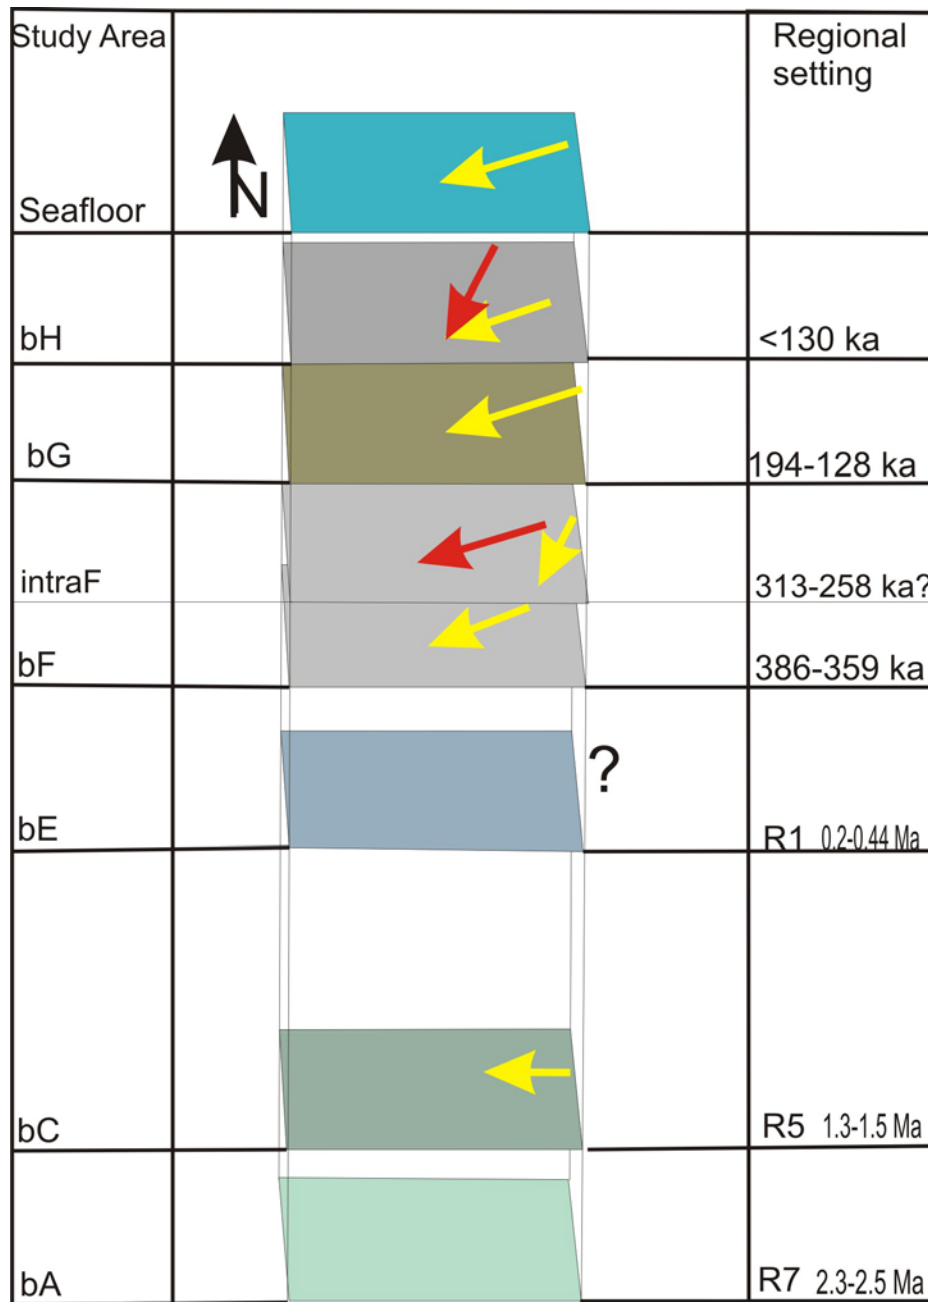 Study Area
Regional
setting
N
Seafloor
bH
<130 ka
bG
194-128 ka
intraF
313-258 ka?
bF
386-359 ka
?
bE
R1 0.2-0.44 Ma
bC
R5 1.3-1.5 Ma
bA
R7 2.3-2.5 Ma